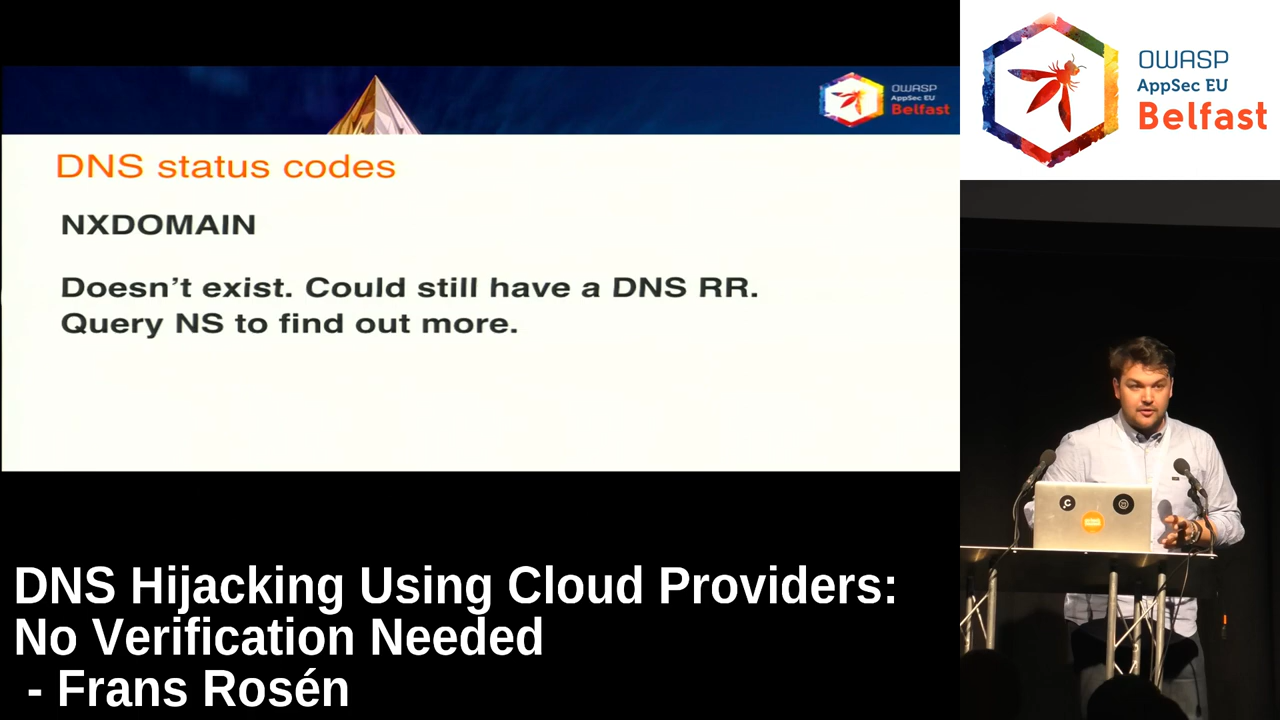 OWASP
AppSec EU
Belfast
OWASP
AppSec EU
Belfast
DNS status codes
NXDOMAIN
Doesn't exist. Could still have a DNS RR.
Query NS to find out more.
DNS Hijacking Using Cloud Providers:
No Verification Needed
- Frans Rosén